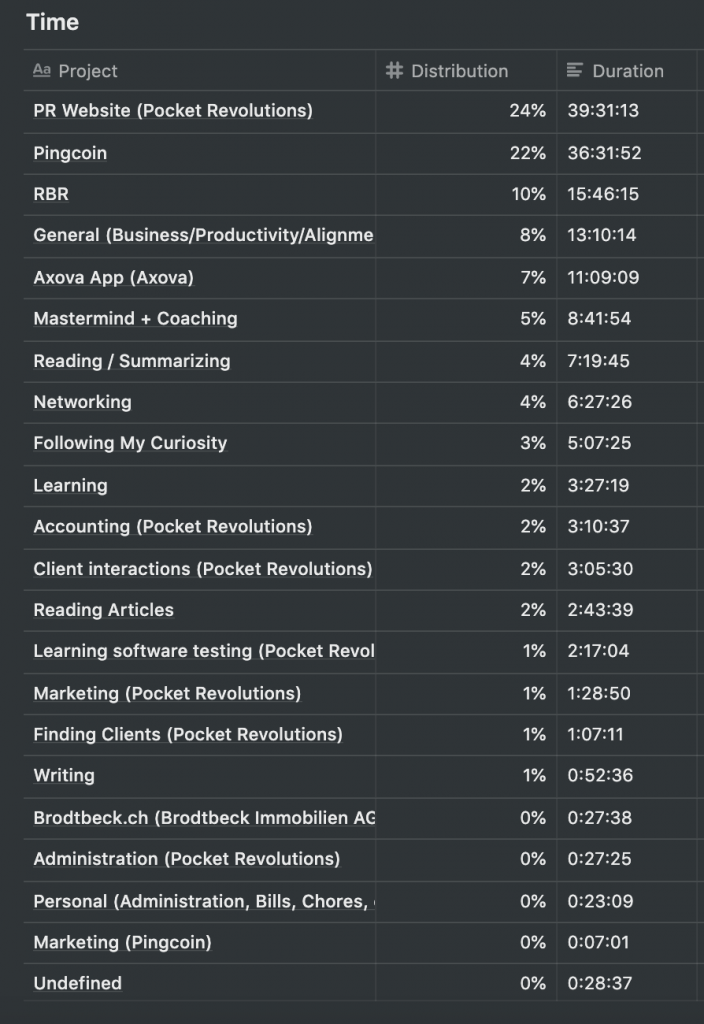 Time
Aa Project # Distribution Duration
PR Website (Pocket Revolutions) 24% 39:31:13
Pingcoin 22% 36:31:52
RBR 10% 15:46:15
General (Business/Productivity/Alignme 8% 13:10:14
Axova App (Axova) 7% 11:09:09
Mastermind + Coaching 5% 8:41:54
Reading / Summarizing 4% 7:19:45
Networking 4% 6:27:26
Following My Curiosity 3% 5:07:25
Learning 2% 3:27:19
Accounting (Pocket Revolutions) 2% 3:10:37
Client interactions (Pocket Revolutions) 2% 3:05:30
Reading Articles 2% 2:43:39
Learning software testing (Pocket Revol 1% 2:17:04
Marketing (Pocket Revolutions) 1% 1:28:50
Finding Clients (Pocket Revolutions) 1% 1:07:11
Writing 1% 0:52:36
Brodtbeck.ch (Brodtbeck Immobilien AG 0% 0:27:38
Administration (Pocket Revolutions) 0% 0:27:25
Personal (Administration, Bills, Chores, 0% 0:23:09
Marketing (Pingcoin) 0% 0:07:01
Undefined 0% 0:28:37